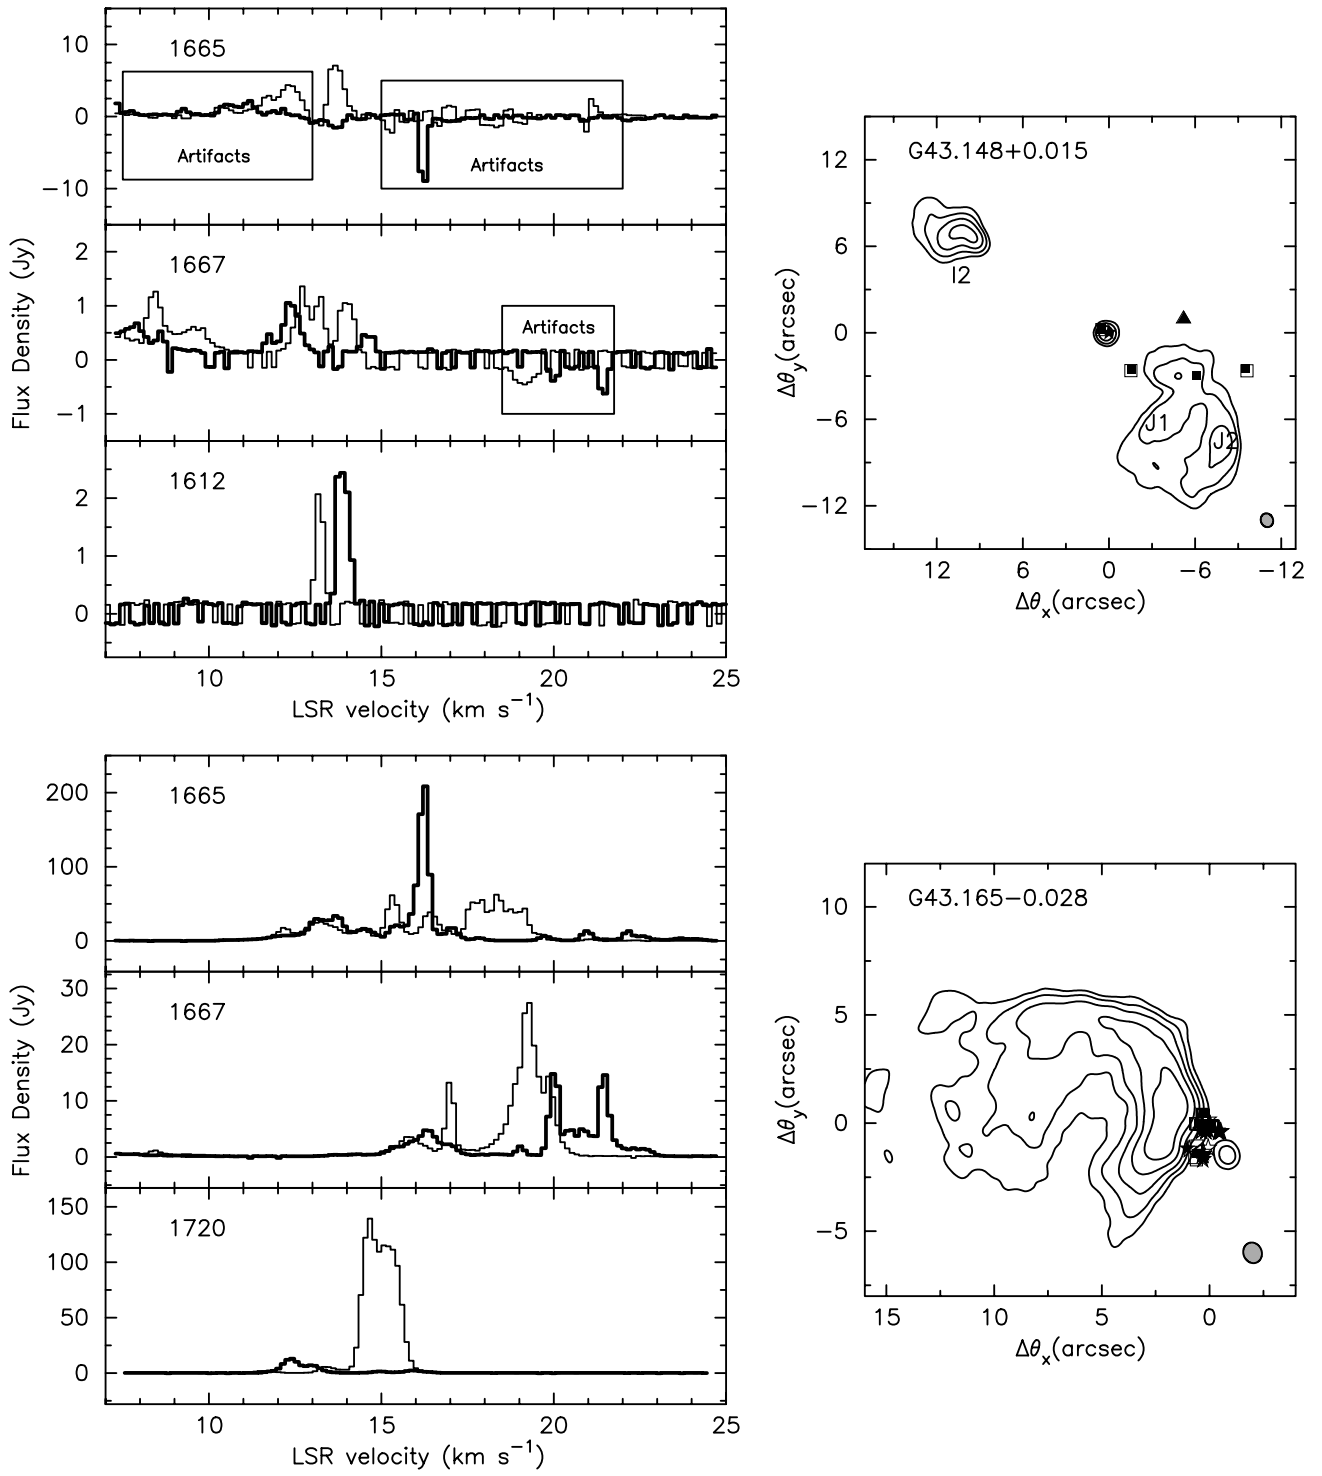 1665
10
0
−10
Artifacts
Artifacts
1667
2
1
0
−1
Artifacts
Flux Density (Jy)
1612
2
1
0
10 15 20 25
LSR velocity (km s⁻¹)
G43.148+0.015
12
6
0
−6
−12
I2
J1
J2
Δθy(arcsec)
12 6 0 −6 −12
Δθx(arcsec)
1665
200
100
0
1667
30
20
10
0
Flux Density (Jy)
1720
150
100
50
0
10 15 20 25
LSR velocity (km s⁻¹)
G43.165−0.028
10
5
0
−5
Δθy(arcsec)
15 10 5 0
Δθx(arcsec)